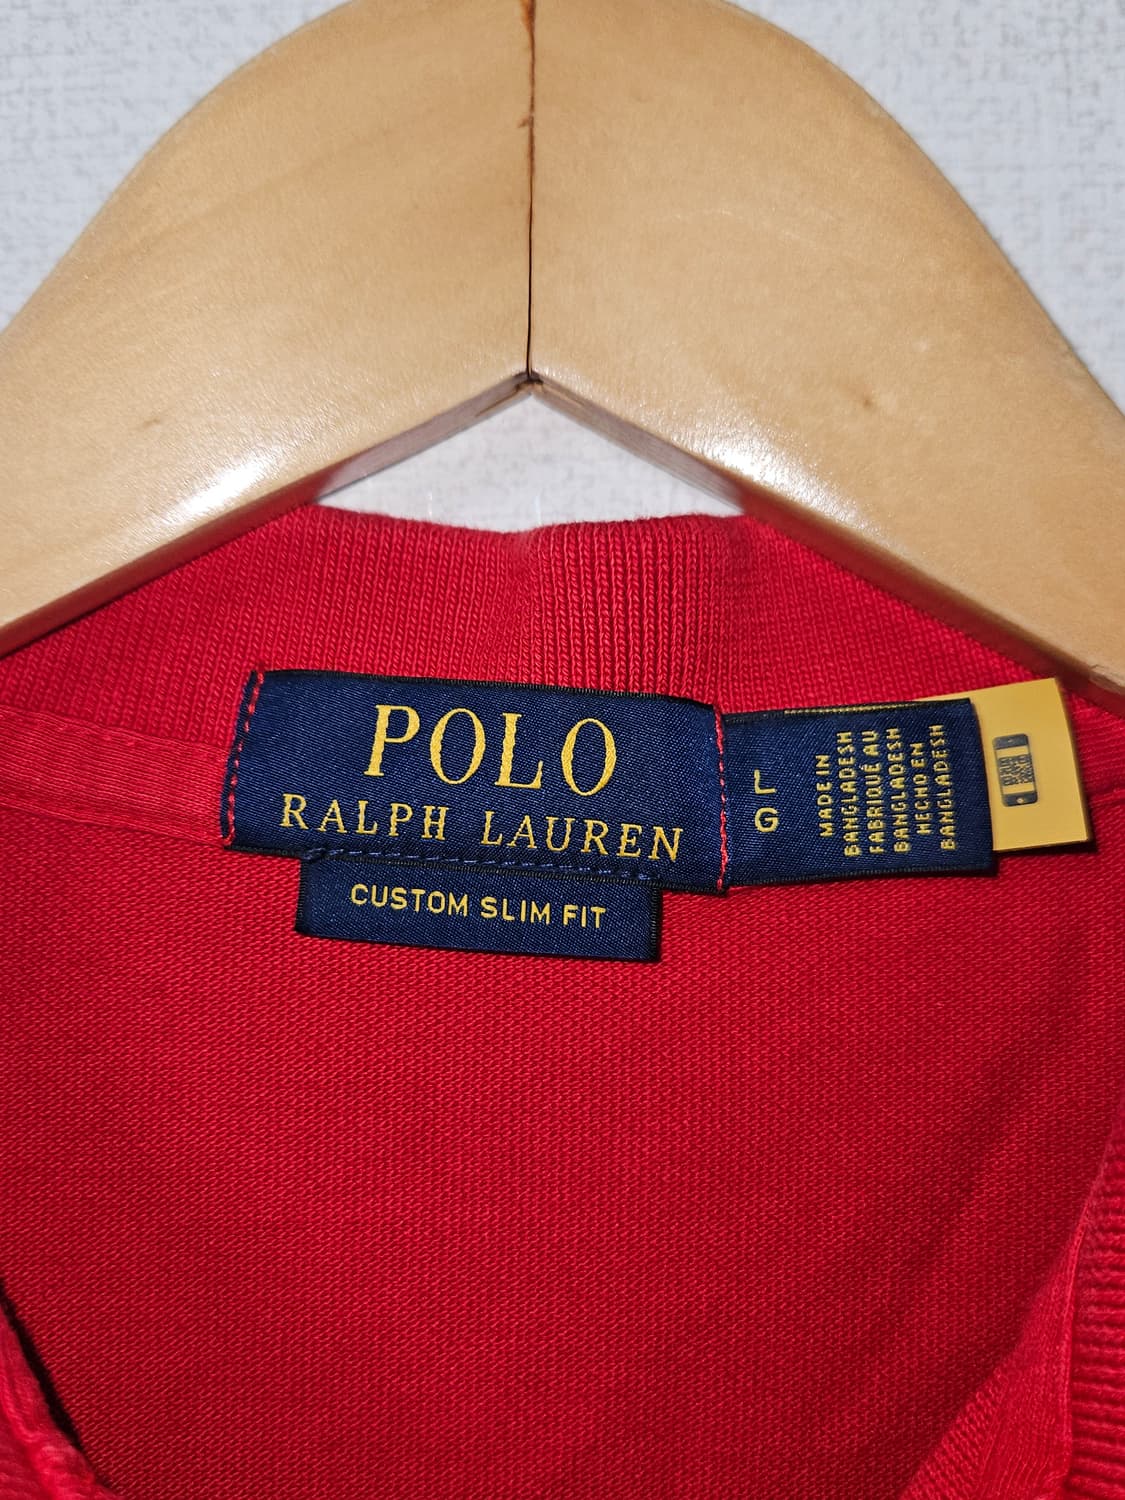 POLO
RALPH LAUREN
CUSTOM SLIM FIT
L
G
MADE IN
BANGLADESH
FABRIQUÉ AU
BANGLADESH
HECHO EN
BANGLADESH